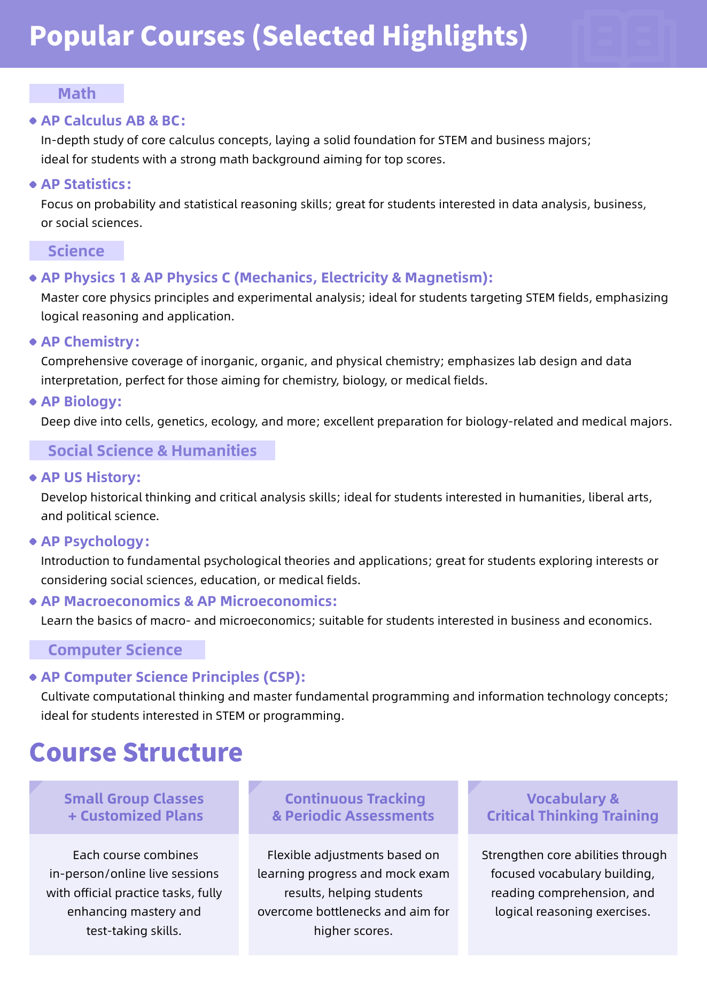 Popular Courses (Selected Highlights)
Math
AP Calculus AB & BC:
In-depth study of core calculus concepts, laying a solid foundation for STEM and business majors;
ideal for students with a strong math background aiming for top scores.
AP Statistics:
Focus on probability and statistical reasoning skills; great for students interested in data analysis, business,
or social sciences.
Science
AP Physics 1 & AP Physics C (Mechanics, Electricity & Magnetism):
Master core physics principles and experimental analysis; ideal for students targeting STEM fields, emphasizing
logical reasoning and application.
AP Chemistry:
Comprehensive coverage of inorganic, organic, and physical chemistry; emphasizes lab design and data
interpretation, perfect for those aiming for chemistry, biology, or medical fields.
AP Biology:
Deep dive into cells, genetics, ecology, and more; excellent preparation for biology-related and medical majors.
Social Science & Humanities
AP US History:
Develop historical thinking and critical analysis skills; ideal for students interested in humanities, liberal arts,
and political science.
AP Psychology:
Introduction to fundamental psychological theories and applications; great for students exploring interests or
considering social sciences, education, or medical fields.
AP Macroeconomics & AP Microeconomics:
Learn the basics of macro- and microeconomics; suitable for students interested in business and economics.
Computer Science
AP Computer Science Principles (CSP):
Cultivate computational thinking and master fundamental programming and information technology concepts;
ideal for students interested in STEM or programming.
Course Structure
Small Group Classes
+ Customized Plans
Each course combines
in-person/online live sessions
with official practice tasks, fully
enhancing mastery and
test-taking skills.
Continuous Tracking
& Periodic Assessments
Flexible adjustments based on
learning progress and mock exam
results, helping students
overcome bottlenecks and aim for
higher scores.
Vocabulary &
Critical Thinking Training
Strengthen core abilities through
focused vocabulary building,
reading comprehension, and
logical reasoning exercises.